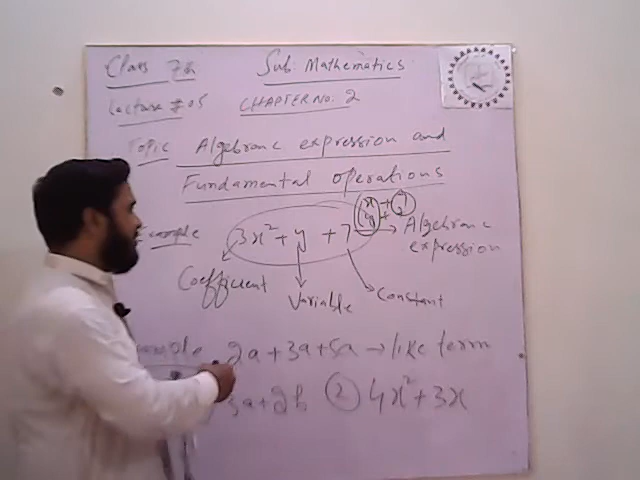 Class 7th Sub: Mathematics
Lecture # 05 CHAPTER NO. 2
Topic Algebraic expression and
Fundamental operations
Example 3x² + y + 7 → Algebraic
expression
Coefficient Variable Constant
Example 2a + 3a + 5a → like term
3a + 2b ② 4x² + 3x